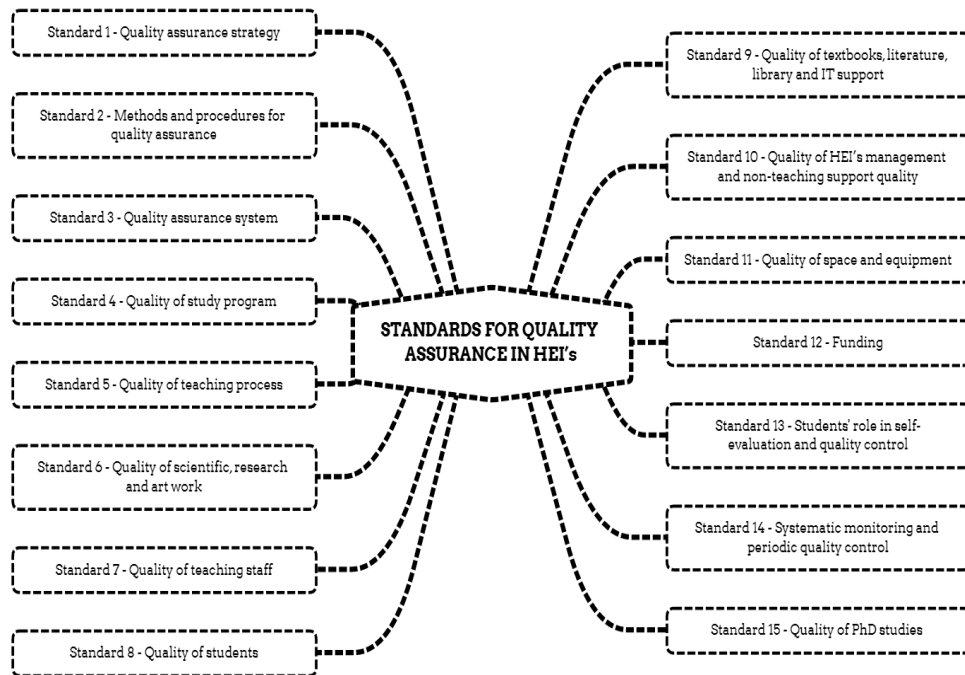 Standard 1 - Quality assurance strategy
Standard 2 - Methods and procedures for
quality assurance
Standard 3 - Quality assurance system
Standard 4 - Quality of study program
Standard 5 - Quality of teaching process
Standard 6 - Quality of scientific, research
and art work
Standard 7 - Quality of teaching staff
Standard 8 - Quality of students
STANDARDS FOR QUALITY
ASSURANCE IN HEI's
Standard 9 - Quality of textbooks, literature,
library and IT support
Standard 10 - Quality of HEI's management
and non-teaching support quality
Standard 11 - Quality of space and equipment
Standard 12 - Funding
Standard 13 - Students' role in self-
evaluation and quality control
Standard 14 - Systematic monitoring and
periodic quality control
Standard 15 - Quality of PhD studies